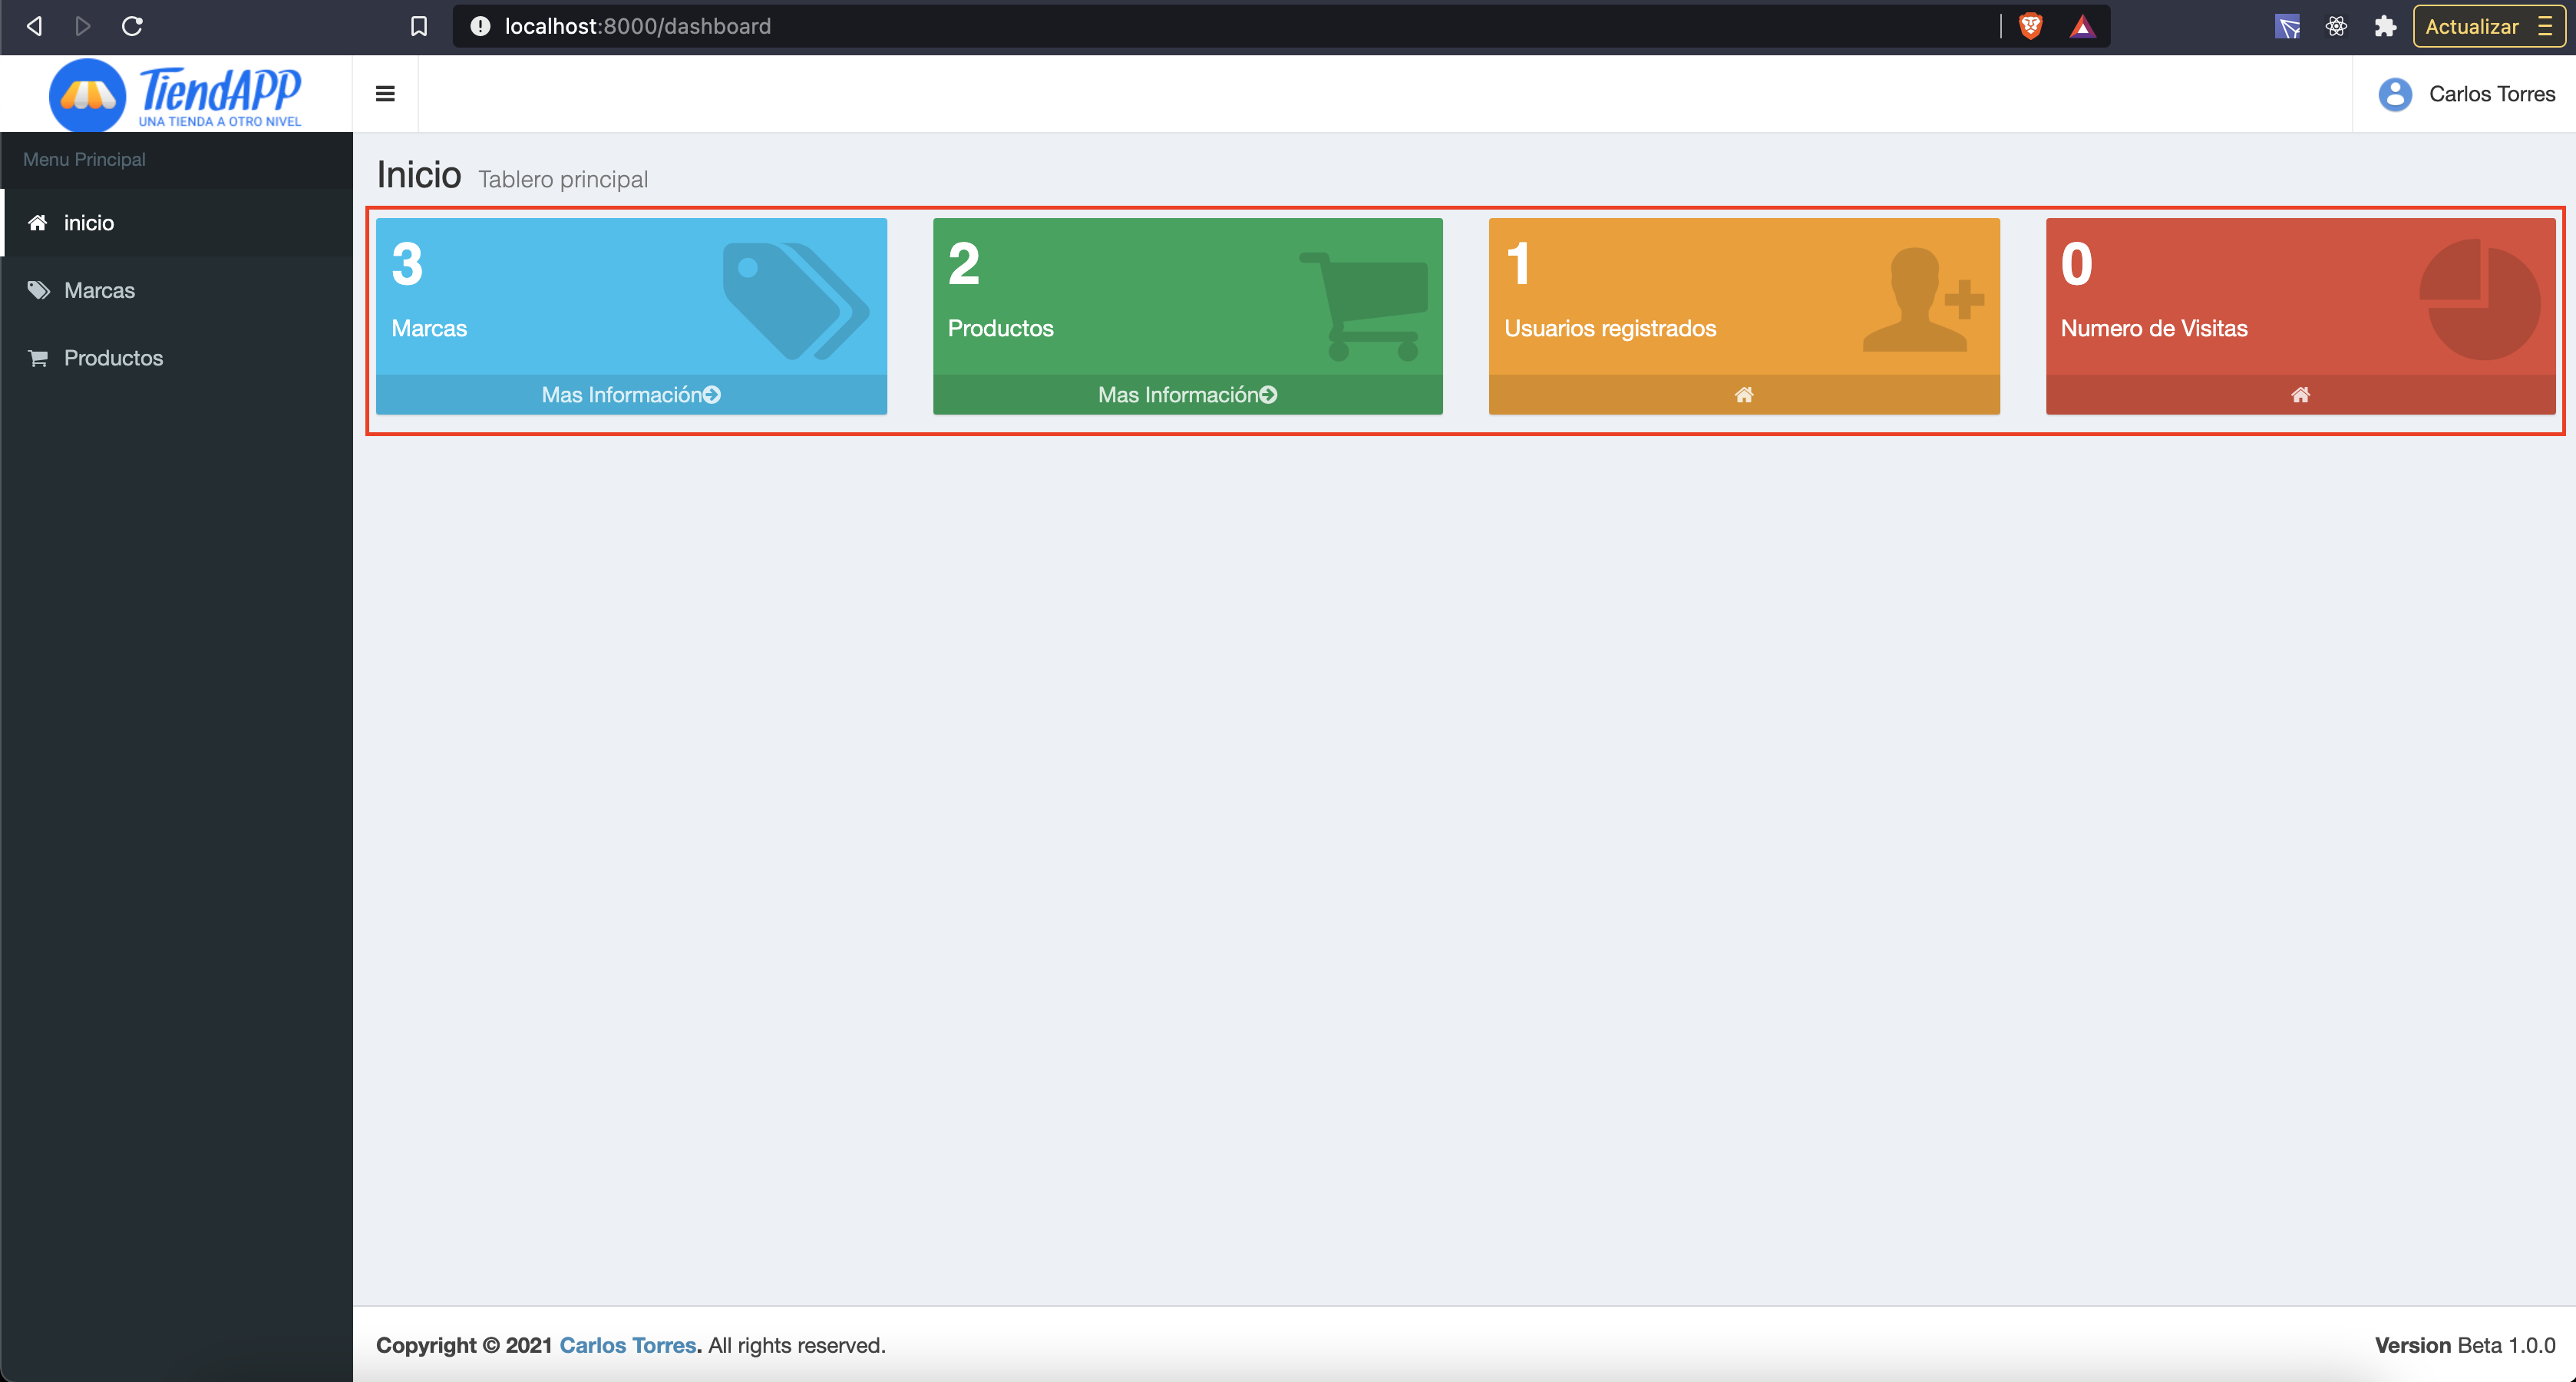 localhost:8000/dashboard
Actualizar
TiendAPP
UNA TIENDA A OTRO NIVEL
Carlos Torres
Menu Principal
inicio
Marcas
Productos
Inicio Tablero principal
3
Marcas
Mas Información
2
Productos
Mas Información
1
Usuarios registrados
0
Numero de Visitas
Copyright © 2021 Carlos Torres. All rights reserved.
Version Beta 1.0.0